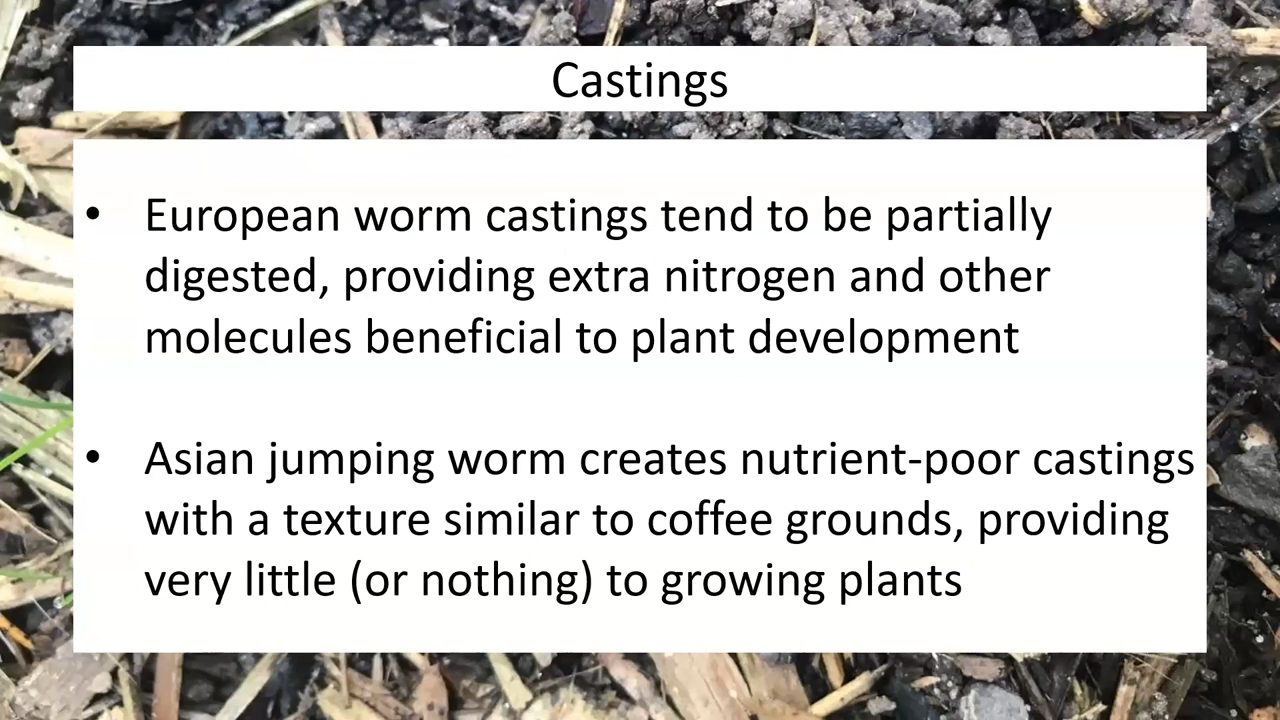 Castings
• European worm castings tend to be partially
digested, providing extra nitrogen and other
molecules beneficial to plant development
• Asian jumping worm creates nutrient-poor castings
with a texture similar to coffee grounds, providing
very little (or nothing) to growing plants